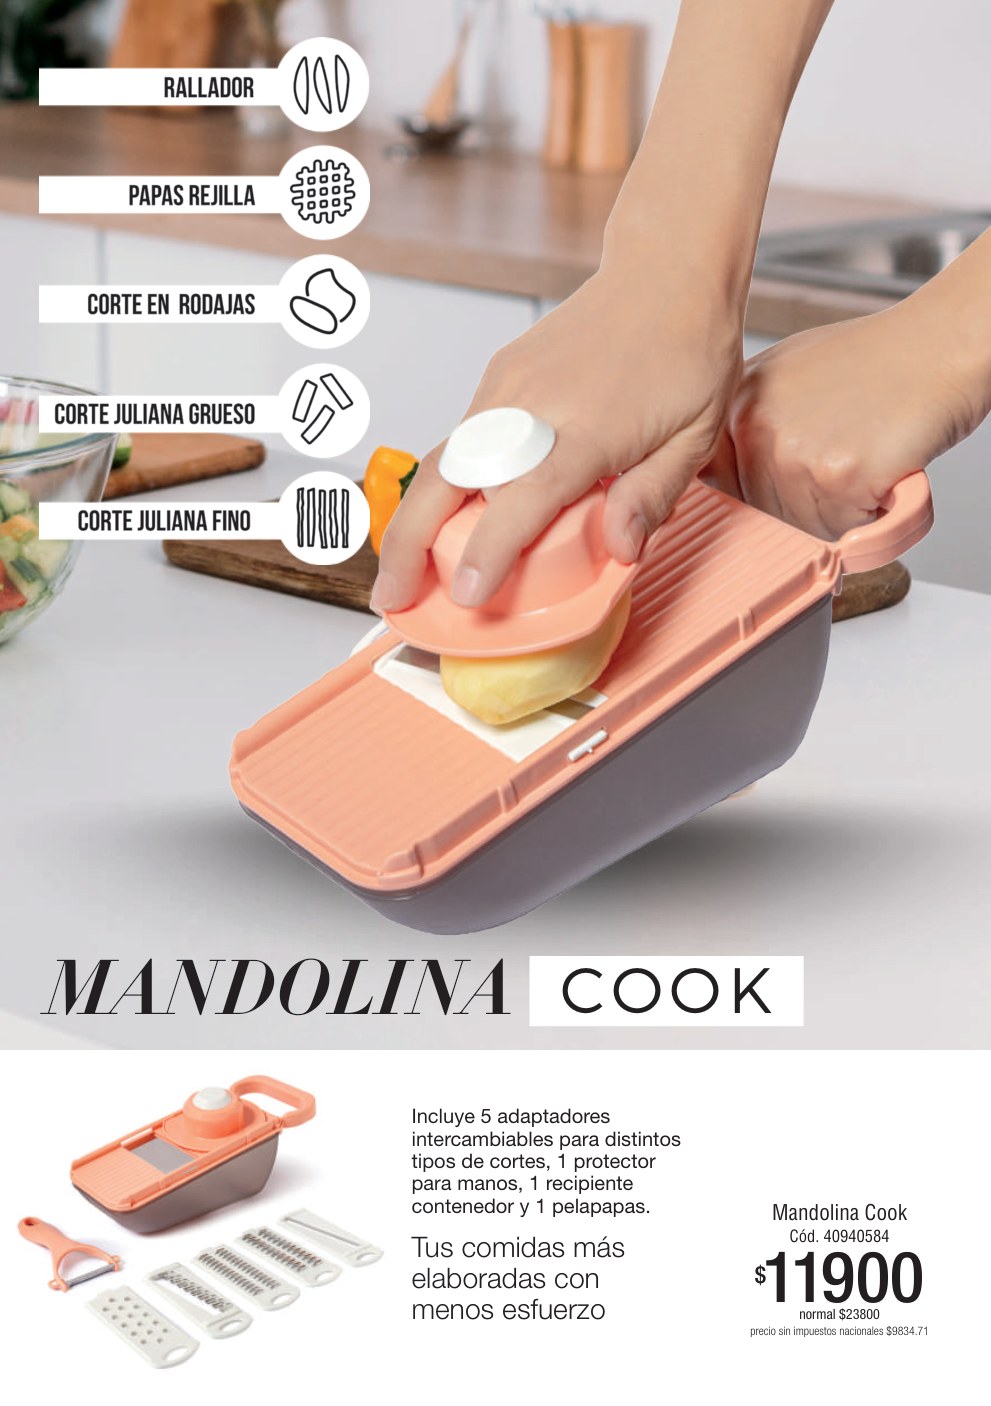 RALLADOR
PAPAS REJILLA
CORTE EN RODAJAS
CORTE JULIANA GRUESO
CORTE JULIANA FINO
MANDOLINA COOK
Incluye 5 adaptadores
intercambiables para distintos
tipos de cortes, 1 protector
para manos, 1 recipiente
contenedor y 1 pelapapas.
Tus comidas más
elaboradas con
menos esfuerzo
Mandolina Cook
Cód. 40940584
$11900
normal $23800
precio sin impuestos nacionales $9834.71